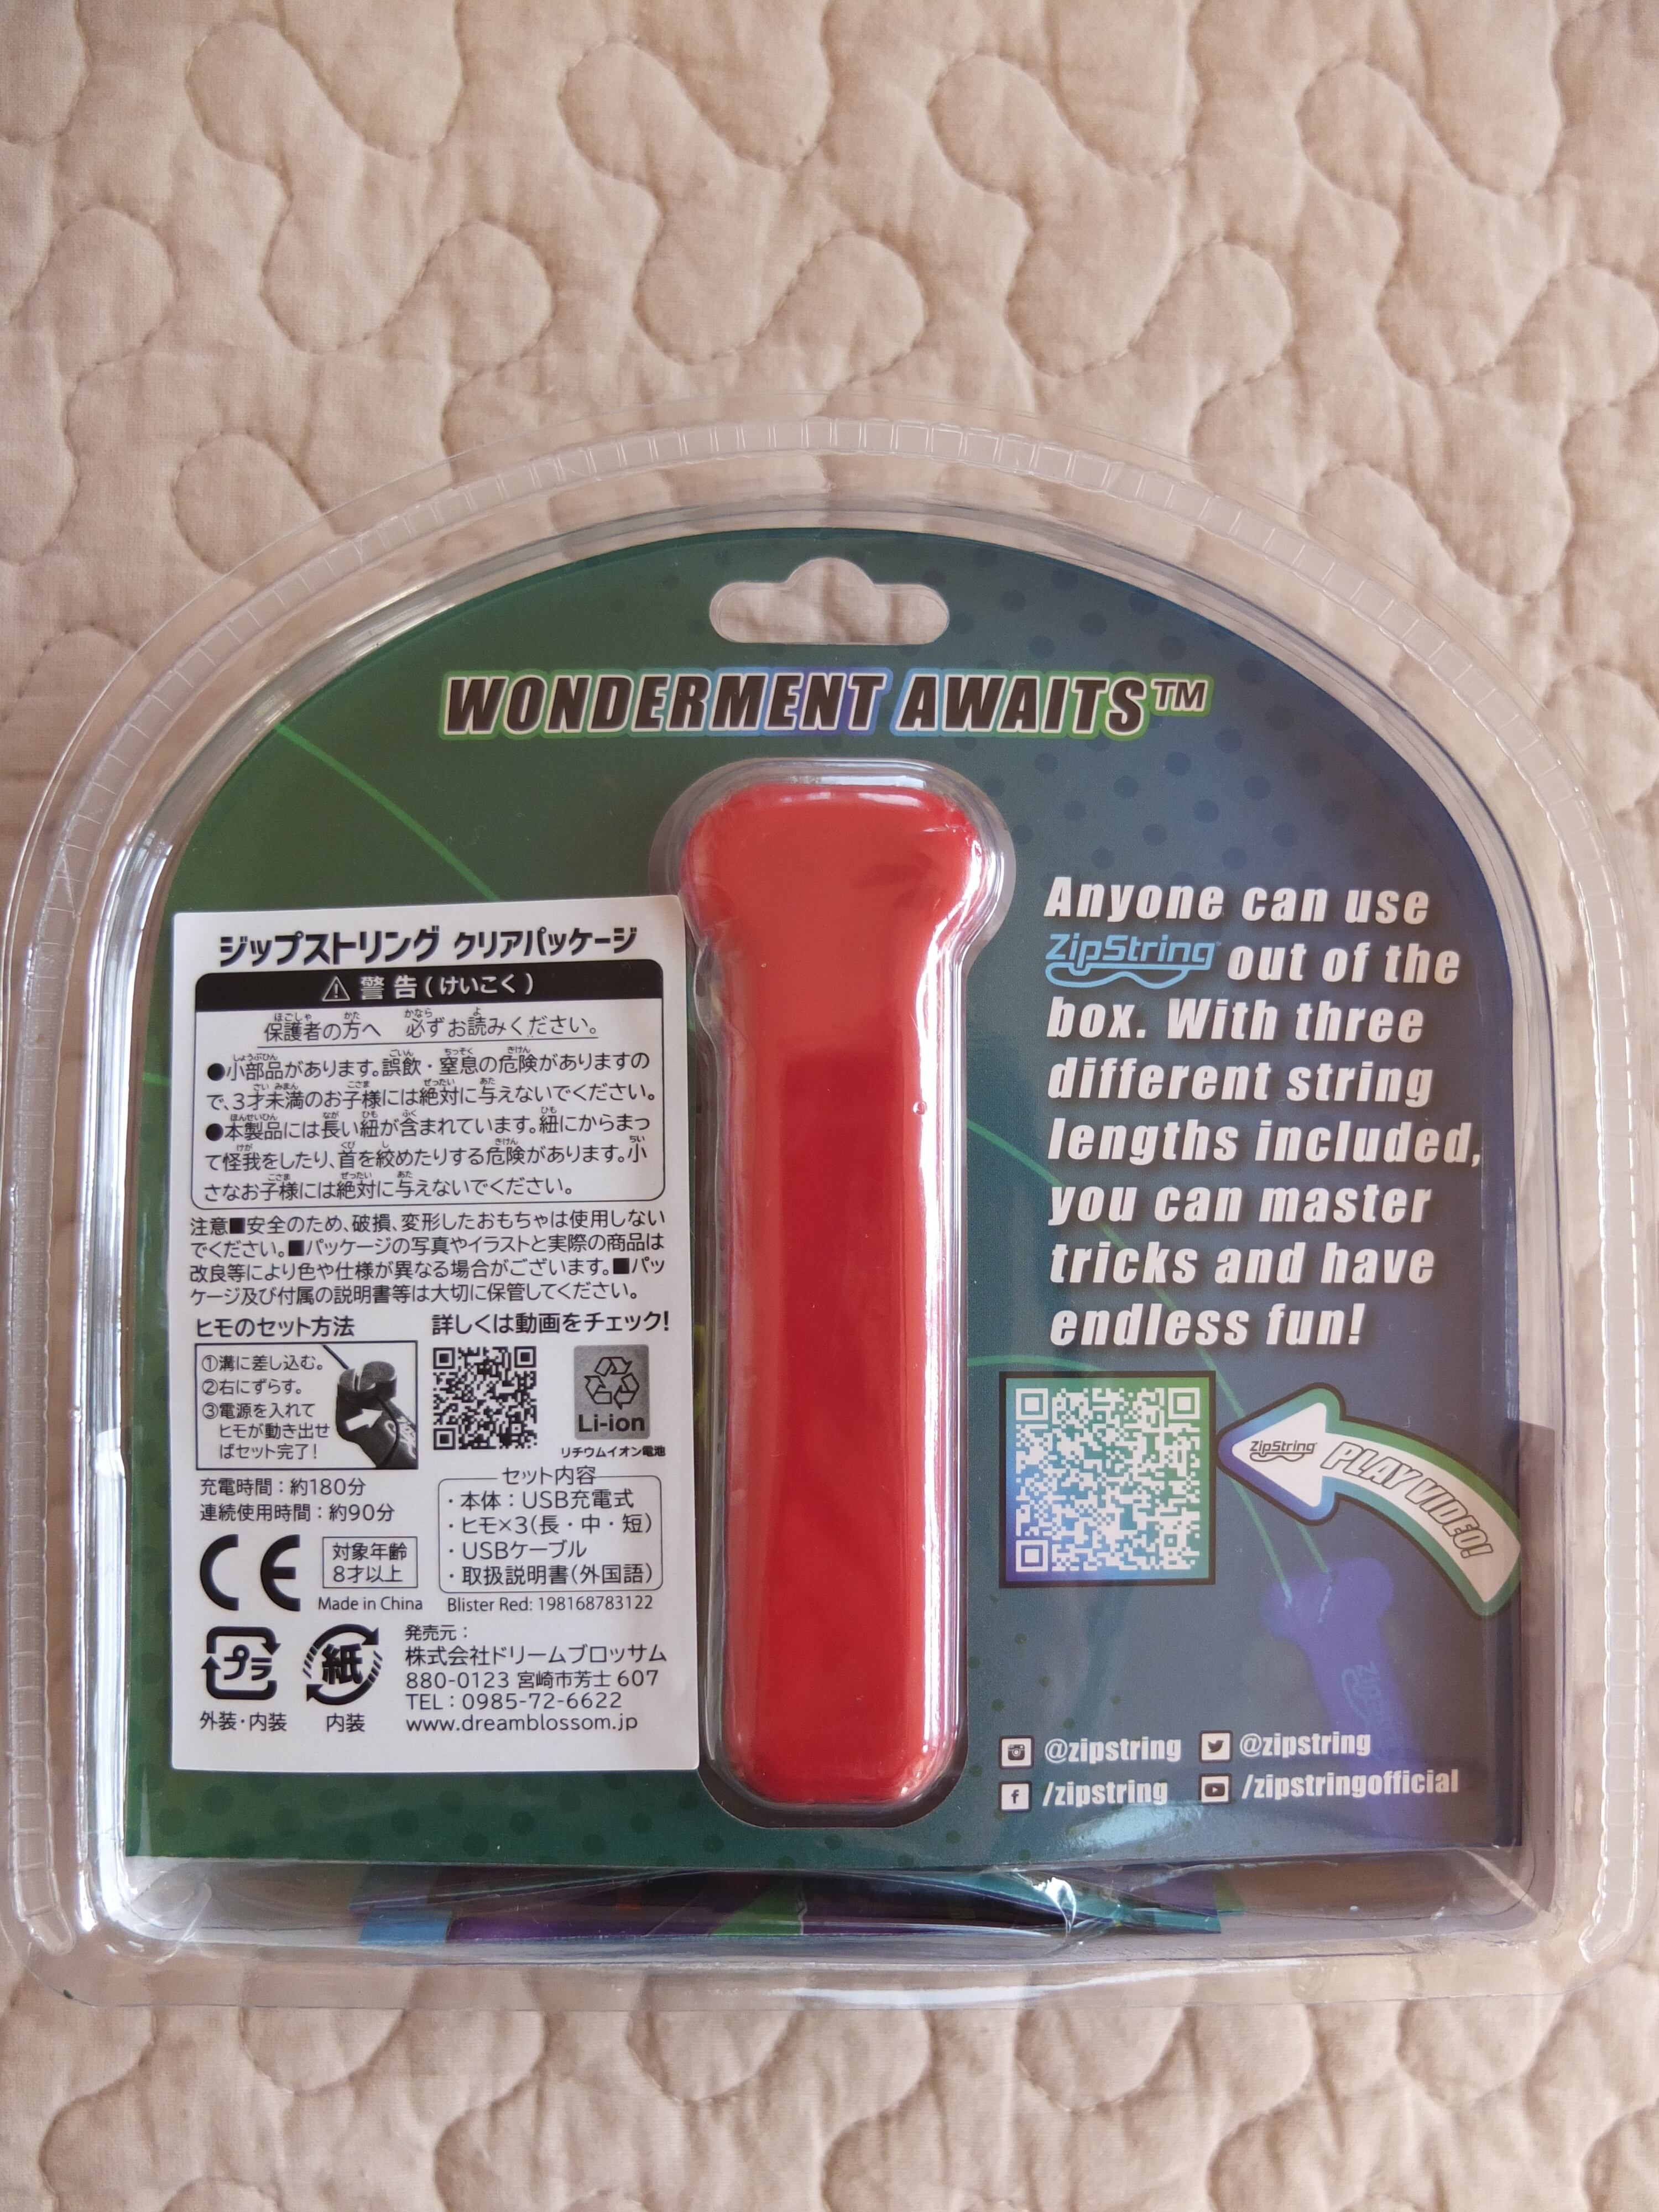 WONDERMENT AWAITS™
ジップストリング クリアパッケージ
⚠ 警告(けいこく)
保護者の方へ 必ずお読みください。
●小部品があります。誤飲・窒息の危険がありますの
で、3才未満のお子様には絶対に与えないでください。
●本製品には長い紐が含まれています。紐にからまっ
て怪我をしたり、首を絞めたりする危険があります。小
さなお子様には絶対に与えないでください。
注意■安全のため、破損、変形したおもちゃは使用しない
でください。■パッケージの写真やイラストと実際の商品は
改良等により色や仕様が異なる場合がございます。■パッ
ケージ及び付属の説明書等は大切に保管してください。
ヒモのセット方法
①溝に差し込む。
②右にずらす。
③電源を入れて
ヒモが動き出せ
ばセット完了!
詳しくは動画をチェック!
Li-ion
リチウムイオン電池
充電時間:約180分
連続使用時間:約90分
CE
対象年齢
8才以上
Made in China
セット内容
・本体:USB充電式
・ヒモ×3(長・中・短)
・USBケーブル
・取扱説明書(外国語)
Blister Red: 198168783122
プラ
外装・内装
紙
内装
発売元:
株式会社ドリームブロッサム
880-0123 宮崎市芳士 607
TEL:0985-72-6622
www.dreamblossom.jp
Anyone can use
ZipString out of the
box. With three
different string
lengths included,
you can master
tricks and have
endless fun!
ZipString PLAY VIDEO!
@zipstring @zipstring
/zipstring /zipstringofficial